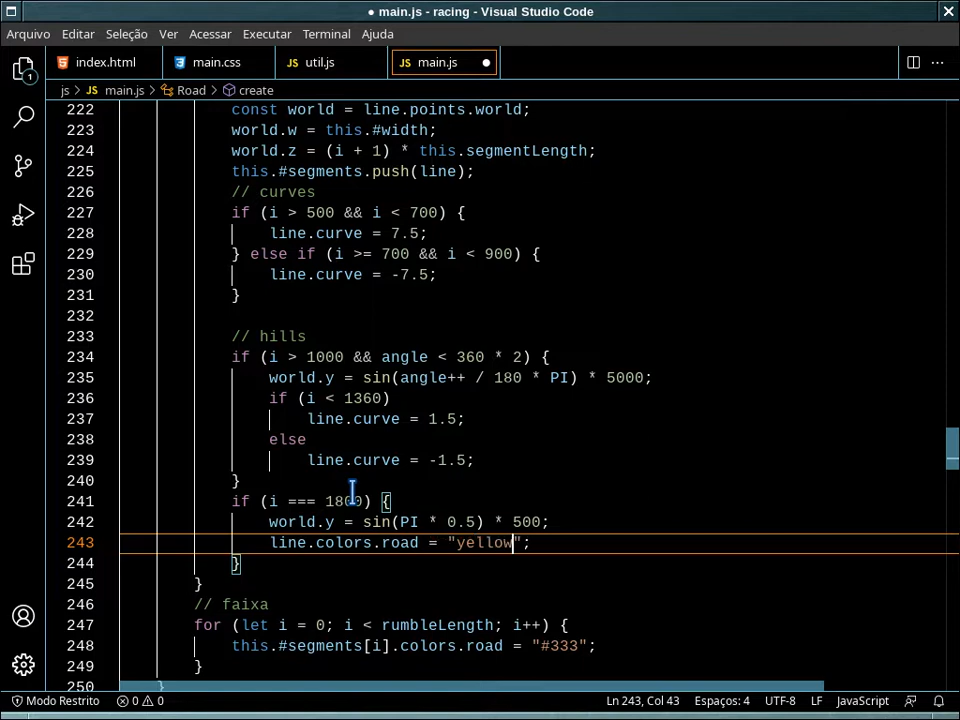 ● main.js - racing - Visual Studio Code
Arquivo Editar Seleção Ver Acessar Executar Terminal Ajuda
index.html main.css JS util.js JS main.js ●
js > JS main.js > Road > create
222 const world = line.points.world;
223 world.w = this.#width;
224 world.z = (i + 1) * this.segmentLength;
225 this.#segments.push(line);
226 // curves
227 if (i > 500 && i < 700) {
228 line.curve = 7.5;
229 } else if (i >= 700 && i < 900) {
230 line.curve = -7.5;
231 }
232
233 // hills
234 if (i > 1000 && angle < 360 * 2) {
235 world.y = sin(angle++ / 180 * PI) * 5000;
236 if (i < 1360)
237 line.curve = 1.5;
238 else
239 line.curve = -1.5;
240 }
241 if (i === 1800) {
242 world.y = sin(PI * 0.5) * 500;
243 line.colors.road = "yellow";
244 }
245 }
246 // faixa
247 for (let i = 0; i < rumbleLength; i++) {
248 this.#segments[i].colors.road = "#333";
249 }
250 }
Modo Restrito 0 0 Ln 243, Col 43 Espaços: 4 UTF-8 LF JavaScript